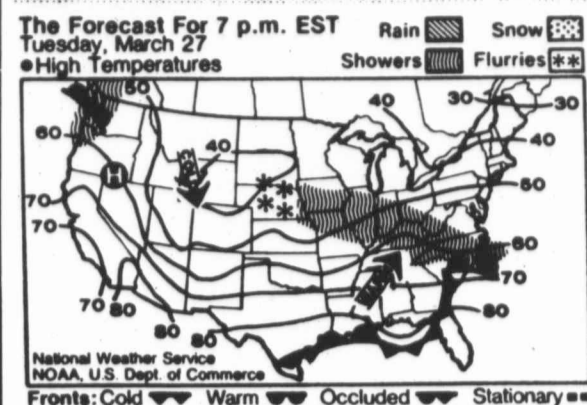 The Forecast For 7 p.m. EST
Tuesday, March 27
●High Temperatures
Rain Snow
Showers Flurries
50
60
40
40
30
30
40
50
60
70
70
70
80
80
80
70
80
National Weather Service
NOAA, U.S. Dept. of Commerce
Fronts: Cold Warm Occluded Stationary